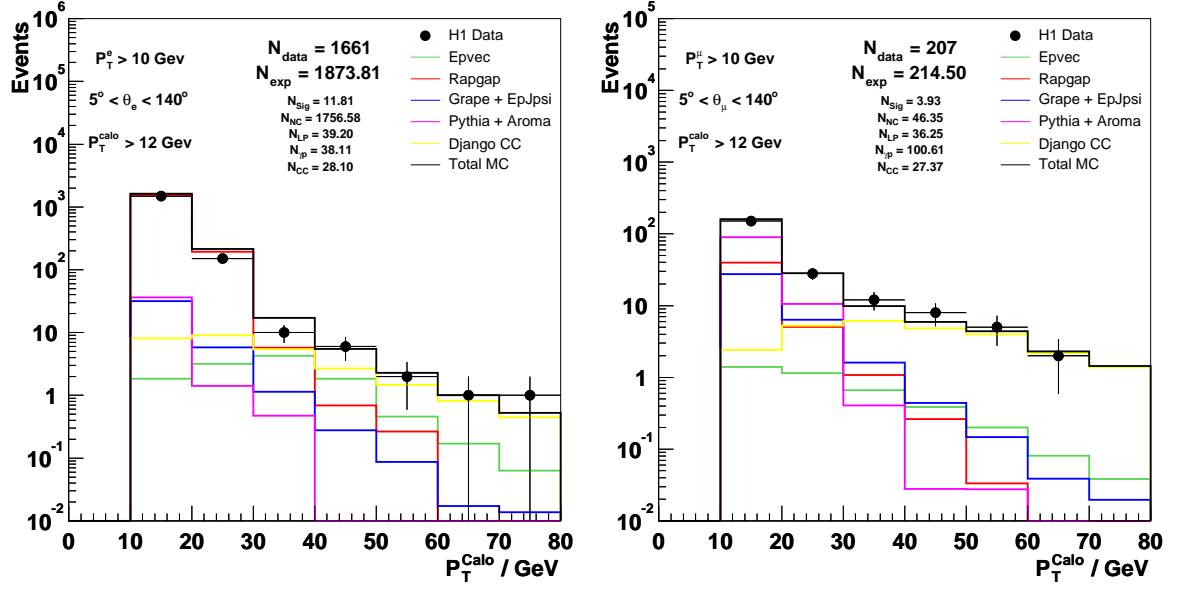 Events
10^6
10^5
10^4
10^3
10^2
10
1
10^-1
10^-2
P_T^e > 10 Gev
5° < θ_e < 140°
P_T^calo > 12 Gev
N_data = 1661
N_exp = 1873.81
N_Sig = 11.81
N_NC = 1756.58
N_LP = 39.20
N_γp = 38.11
N_CC = 28.10
H1 Data
Epvec
Rapgap
Grape + EpJpsi
Pythia + Aroma
Django CC
Total MC
0 10 20 30 40 50 60 70 80
P_T^Calo / GeV
Events
10^5
10^4
10^3
10^2
10
1
10^-1
10^-2
P_T^μ > 10 Gev
5° < θ_μ < 140°
P_T^calo > 12 Gev
N_data = 207
N_exp = 214.50
N_Sig = 3.93
N_NC = 46.35
N_LP = 36.25
N_γp = 100.61
N_CC = 27.37
H1 Data
Epvec
Rapgap
Grape + EpJpsi
Pythia + Aroma
Django CC
Total MC
0 10 20 30 40 50 60 70 80
P_T^Calo / GeV